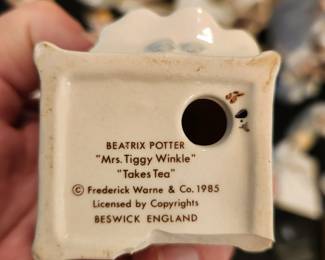 BEATRIX POTTER
"Mrs. Tiggy Winkle"
"Takes Tea"
© Frederick Warne & Co. 1985
Licensed by Copyrights
BESWICK ENGLAND